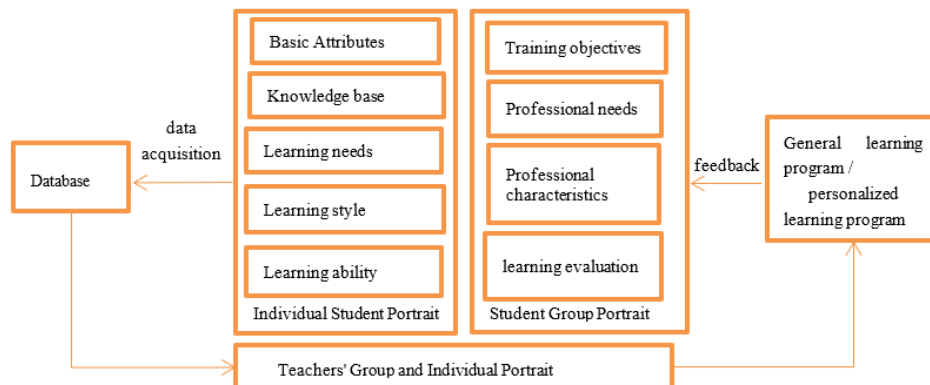 data
acquisition
Database
Basic Attributes
Knowledge base
Learning needs
Learning style
Learning ability
Individual Student Portrait
Training objectives
Professional needs
Professional
characteristics
learning evaluation
Student Group Portrait
feedback
General learning
program /
personalized
learning program
Teachers' Group and Individual Portrait